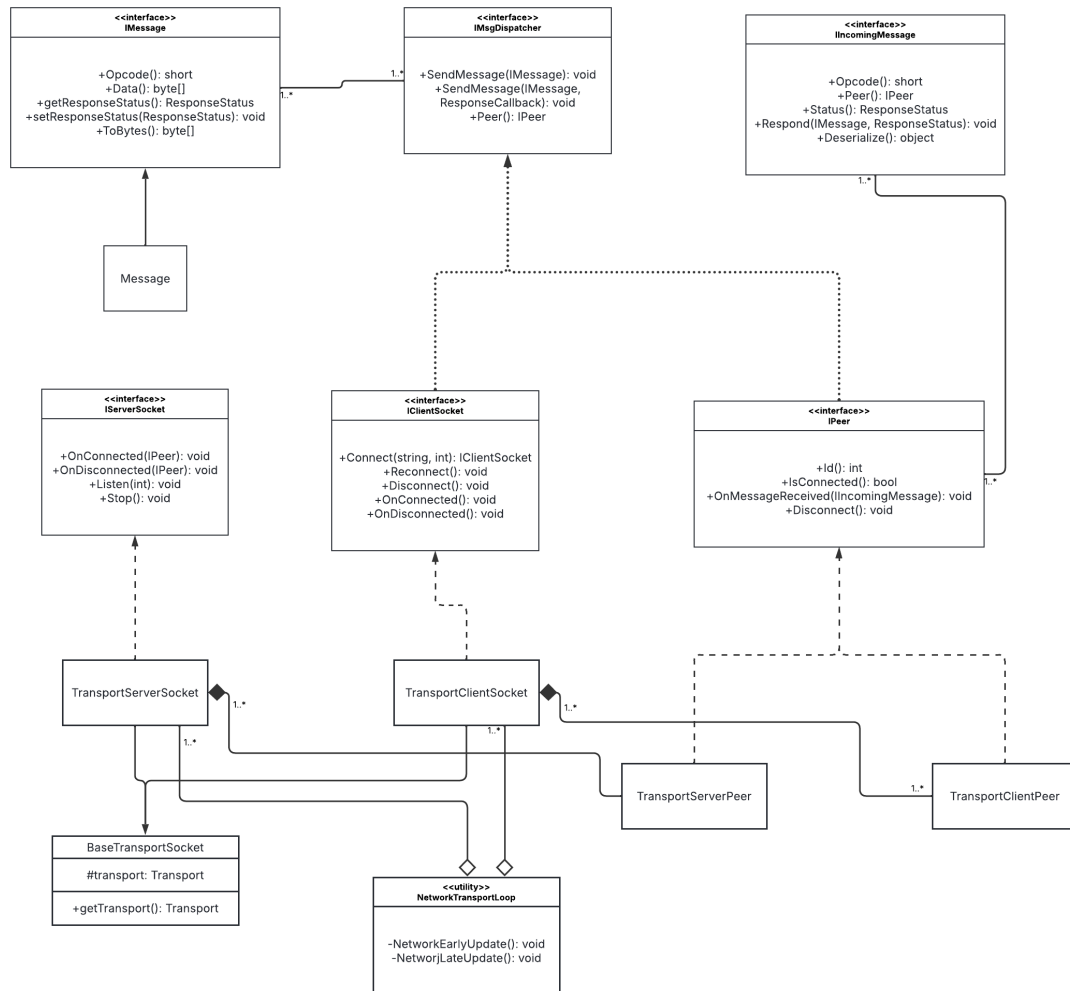 <<interface>>
IMessage
+Opcode(): short
+Data(): byte[]
+getResponseStatus(): ResponseStatus
+setResponseStatus(ResponseStatus): void
+ToBytes(): byte[]
1..*
1..*
<<interface>>
IMsgDispatcher
+SendMessage(IMessage): void
+SendMessage(IMessage,
ResponseCallback): void
+Peer(): IPeer
<<interface>>
IIncomingMessage
+Opcode(): short
+Peer(): IPeer
+Status(): ResponseStatus
+Respond(IMessage, ResponseStatus): void
+Deserialize(): object
1..*
Message
<<interface>>
IServerSocket
+OnConnected(IPeer): void
+OnDisconnected(IPeer): void
+Listen(int): void
+Stop(): void
<<interface>>
IClientSocket
+Connect(string, int): IClientSocket
+Reconnect(): void
+Disconnect(): void
+OnConnected(): void
+OnDisconnected(): void
<<interface>>
IPeer
+Id(): int
+IsConnected(): bool
+OnMessageReceived(IIncomingMessage): void
+Disconnect(): void
1..*
TransportServerSocket
1..*
1..*
TransportClientSocket
1..*
1..*
TransportServerPeer
1..*
TransportClientPeer
BaseTransportSocket
#transport: Transport
+getTransport(): Transport
<<utility>>
NetworkTransportLoop
-NetworkEarlyUpdate(): void
-NetworjLateUpdate(): void